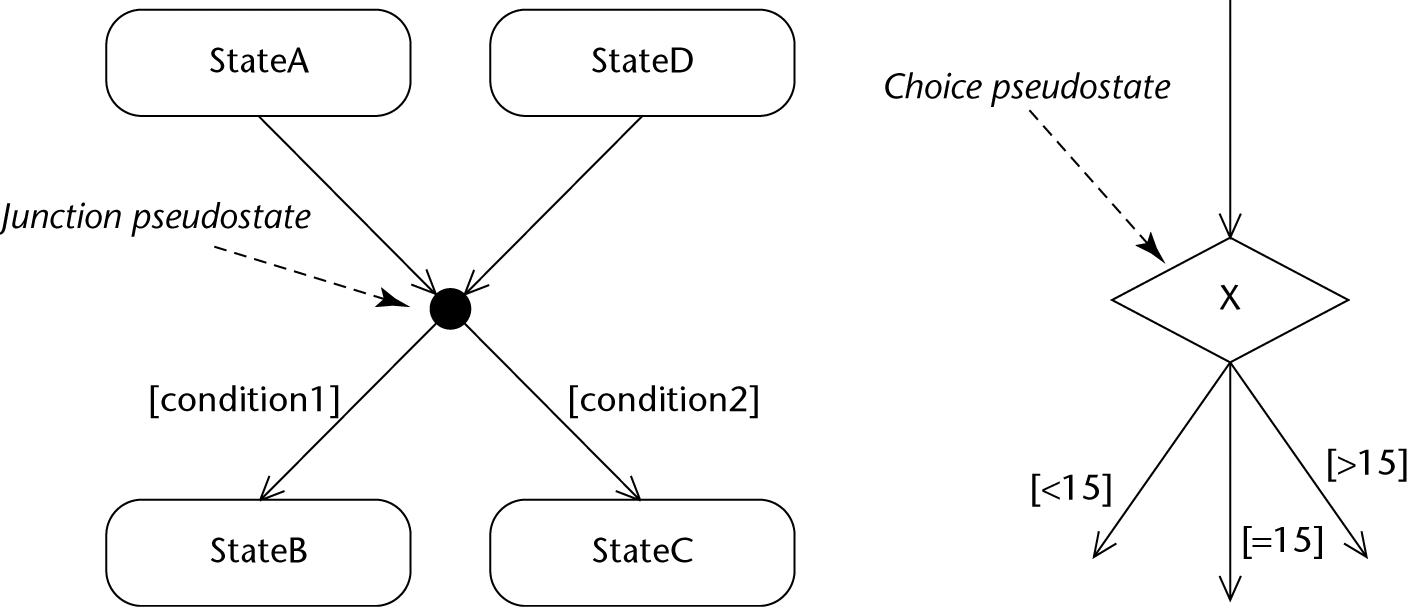 StateA
StateD
Choice pseudostate
Junction pseudostate
X
[condition1]
[condition2]
[<15]
[=15]
[>15]
StateB
StateC